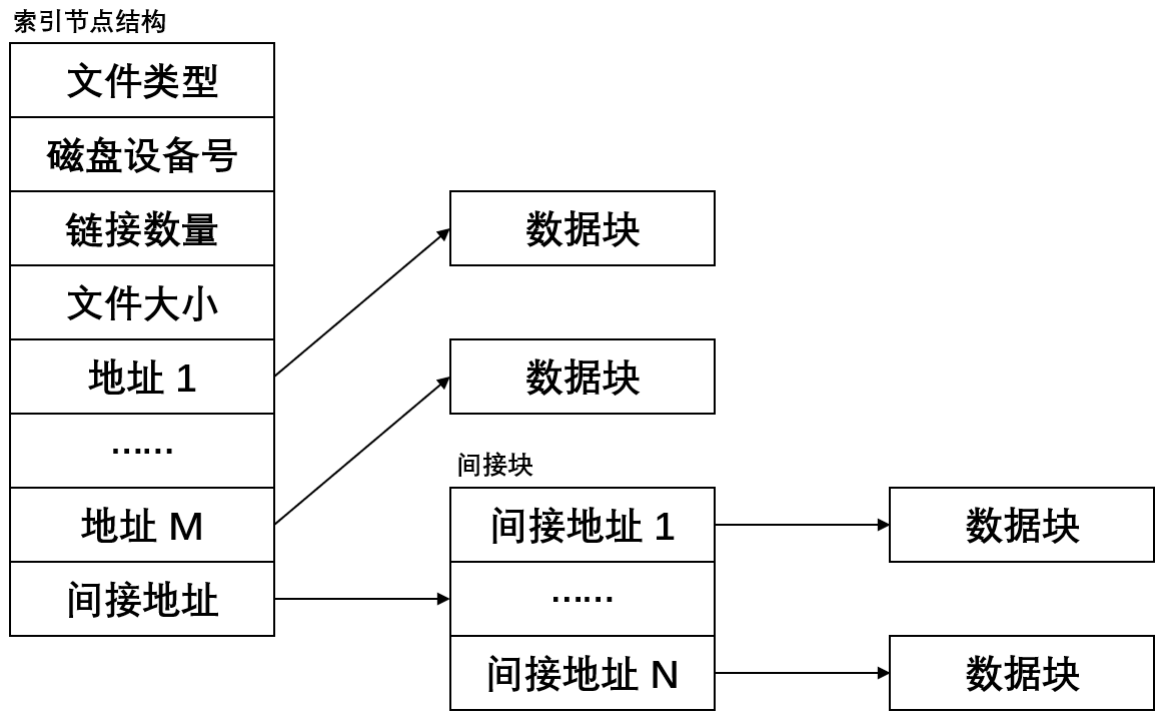 索引节点结构
文件类型
磁盘设备号
链接数量
文件大小
地址 1
……
地址 M
间接地址
数据块
数据块
间接块
间接地址 1
……
间接地址 N
数据块
数据块